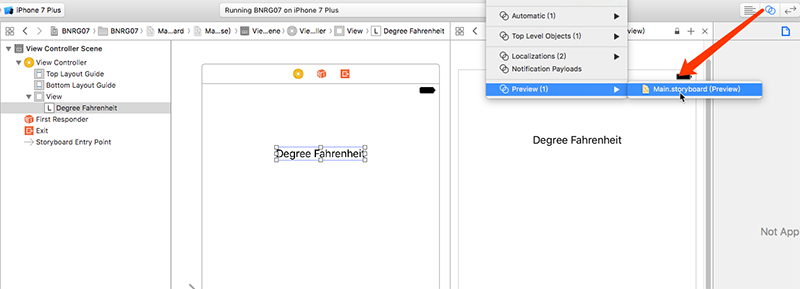 iPhone 7 Plus
Running BNRG07 on iPhone 7 Plus
BNRG07 BNRG07 Ma...ard Ma...se) Vi...ene Vi...ller View L Degree Fahrenheit
View Controller Scene
View Controller
Top Layout Guide
Bottom Layout Guide
View
L Degree Fahrenheit
First Responder
Exit
Storyboard Entry Point
Degree Fahrenheit
Automatic (1)
Top Level Objects (1)
Localizations (2)
Notification Payloads
Preview (1)
Main.storyboard (Preview)
Degree Fahrenheit
Not App